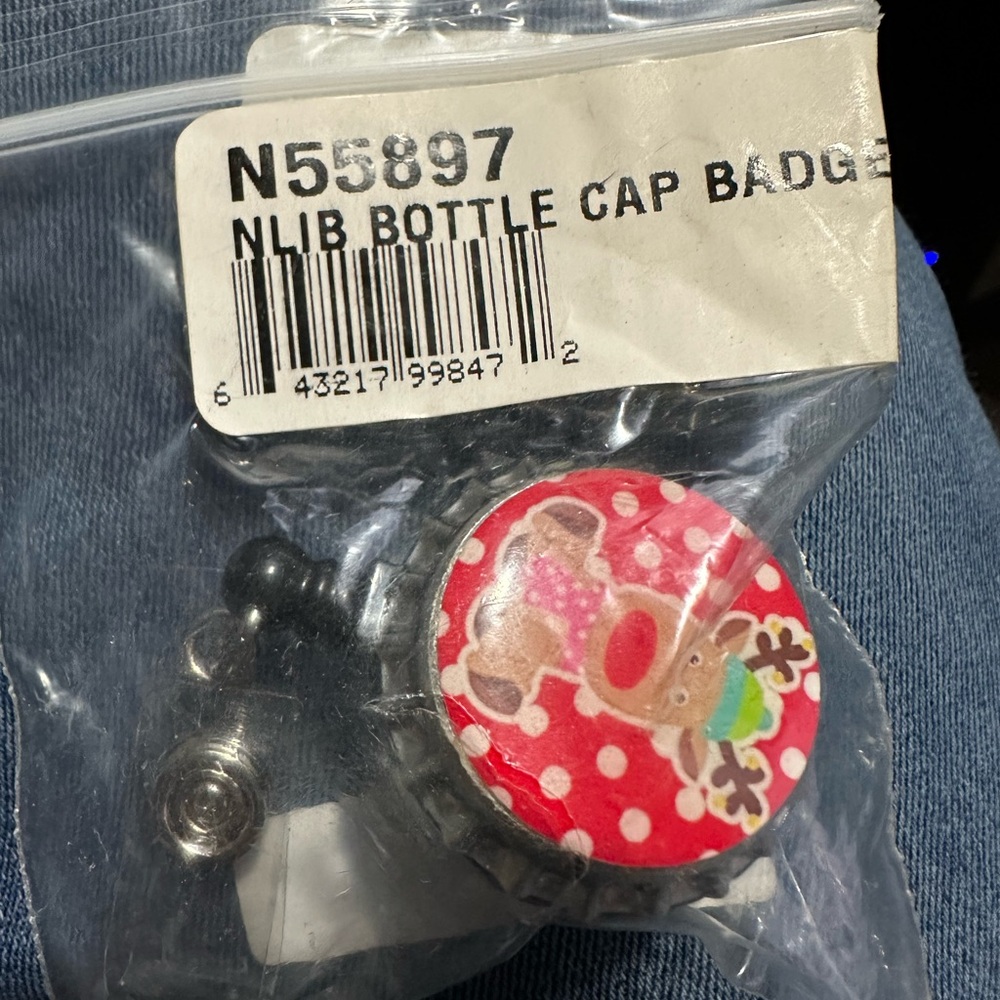 N55897
NLIB BOTTLE CAP BADGE
6 43217 99847 2